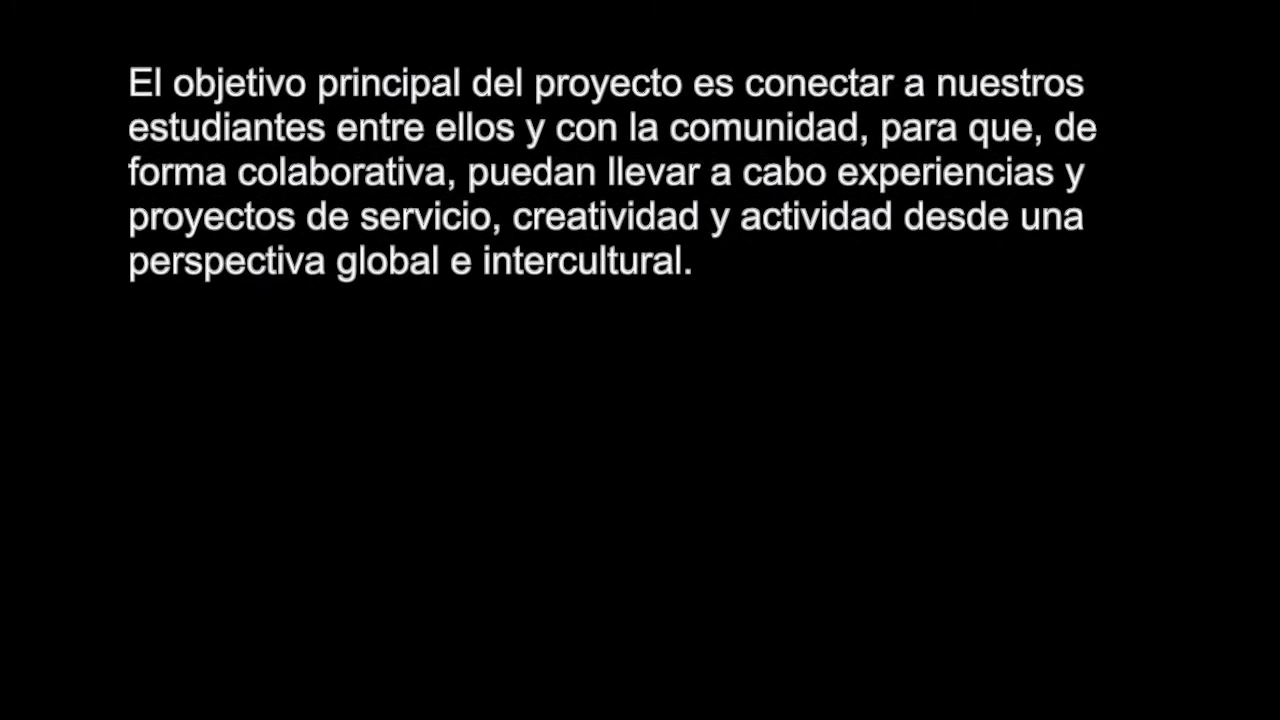 El objetivo principal del proyecto es conectar a nuestros
estudiantes entre ellos y con la comunidad, para que, de
forma colaborativa, puedan llevar a cabo experiencias y
proyectos de servicio, creatividad y actividad desde una
perspectiva global e intercultural.